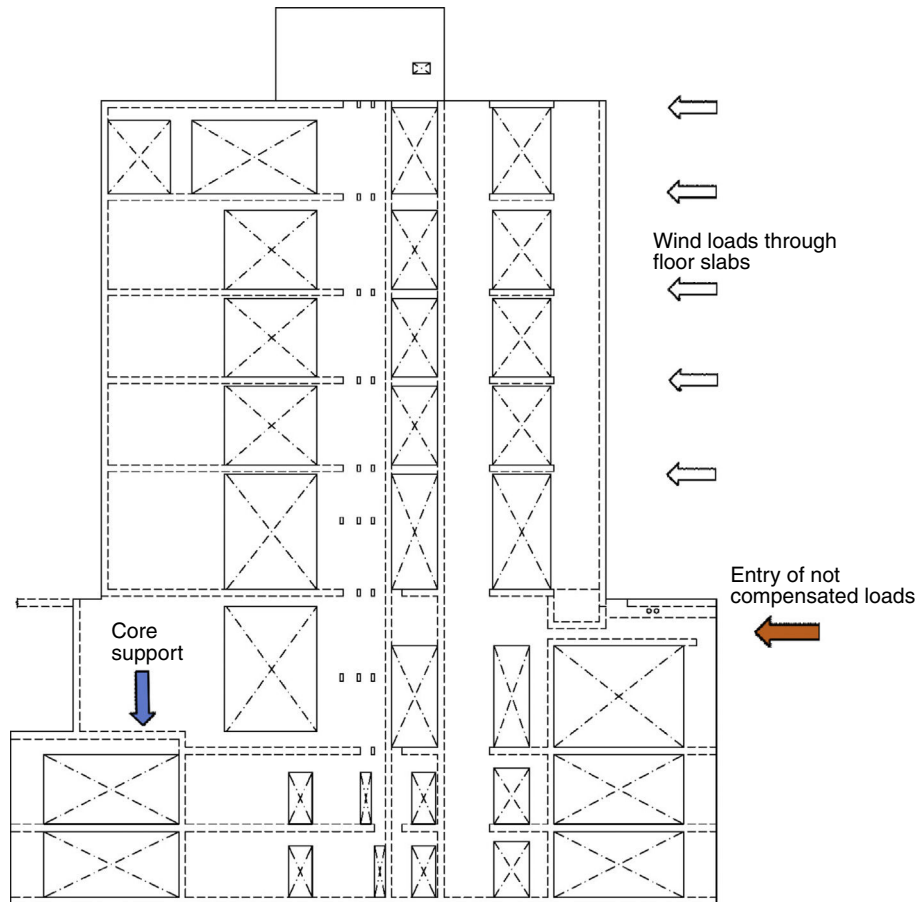 Wind loads through
floor slabs
Entry of not
compensated loads
Core
support